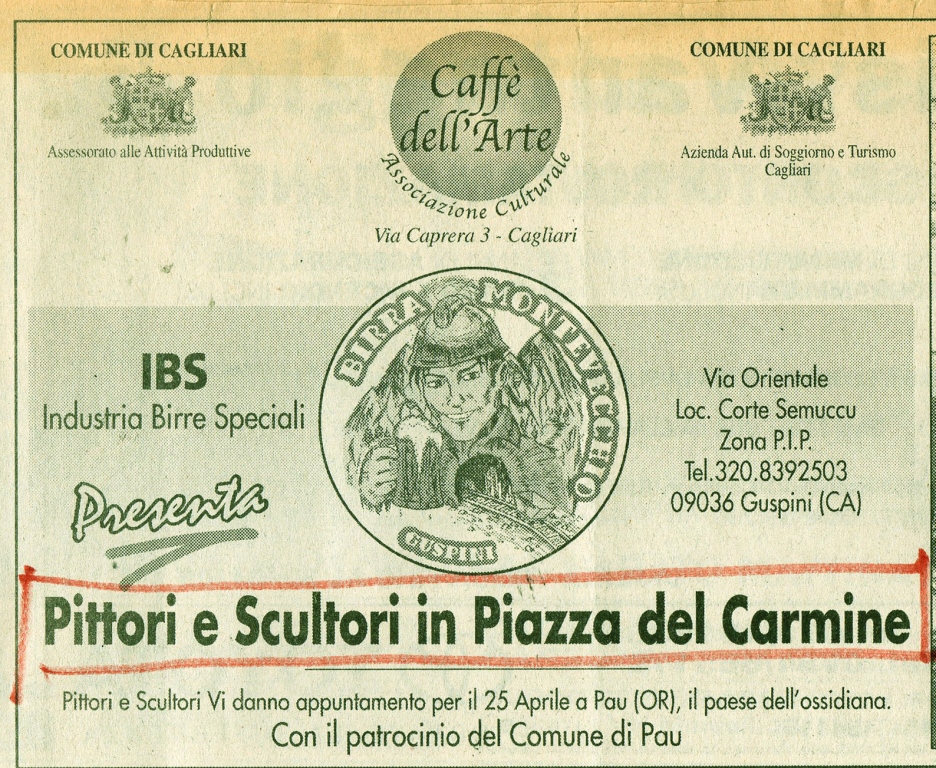 COMUNE DI CAGLIARI
Assessorato alle Attività Produttive
Caffè
dell'Arte
Associazione Culturale
Via Caprera 3 - Cagliari
COMUNE DI CAGLIARI
Azienda Aut. di Soggiorno e Turismo
Cagliari
IBS
Industria Birre Speciali
Presenta
BIRRA MONTEVECCHIO
GUSPINI
Via Orientale
Loc. Corte Semuccu
Zona P.I.P.
Tel.320.8392503
09036 Guspini (CA)
Pittori e Scultori in Piazza del Carmine
Pittori e Scultori Vi danno appuntamento per il 25 Aprile a Pau (OR), il paese dell'ossidiana.
Con il patrocinio del Comune di Pau